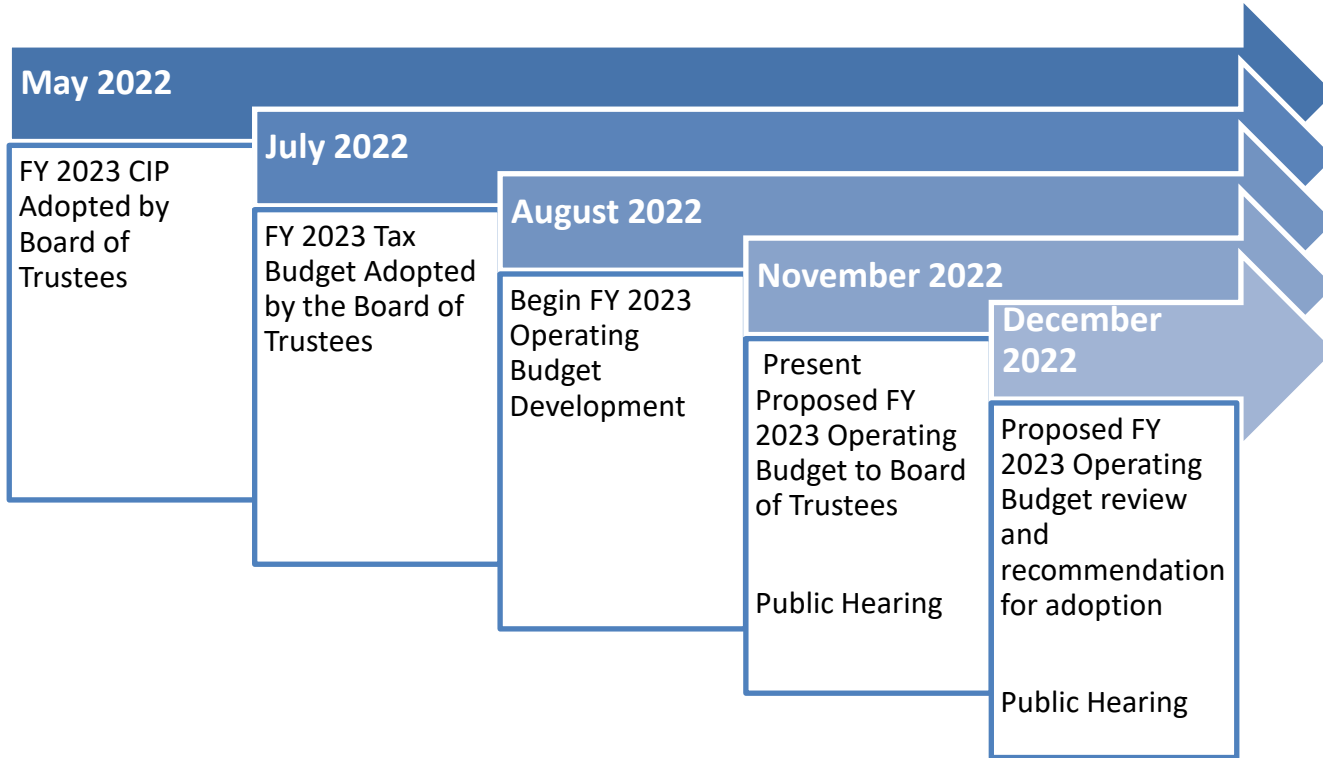 May 2022
FY 2023 CIP
Adopted by
Board of
Trustees
July 2022
FY 2023 Tax
Budget Adopted
by the Board of
Trustees
August 2022
Begin FY 2023
Operating
Budget
Development
November 2022
Present
Proposed FY
2023 Operating
Budget to Board
of Trustees
Public Hearing
December
2022
Proposed FY
2023 Operating
Budget review
and
recommendation
for adoption
Public Hearing